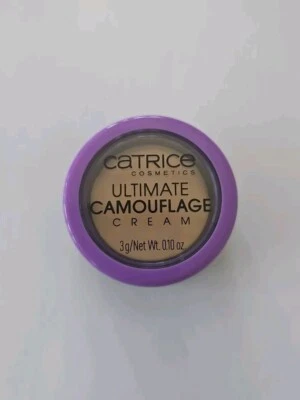 CATRICE
COSMETICS
ULTIMATE
CAMOUFLAGE
CREAM
3g/Net Wt. 0.10 oz